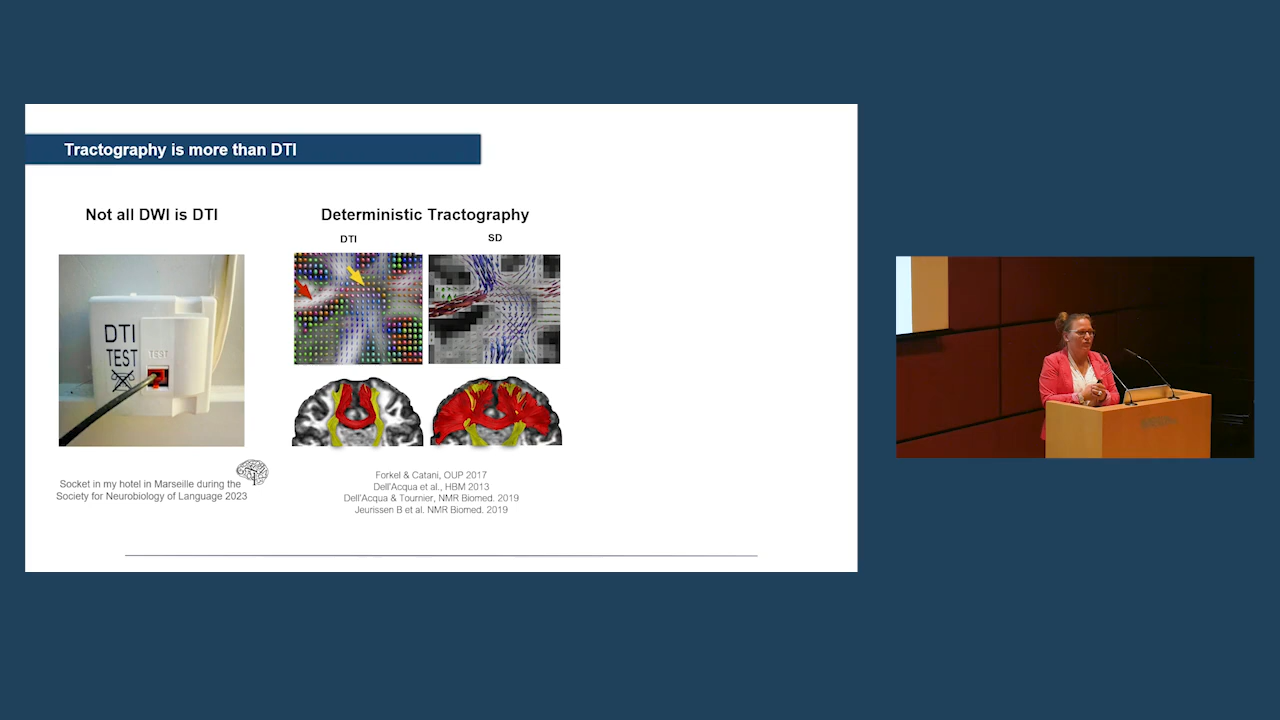 Tractography is more than DTI
Not all DWI is DTI
DTI
TEST
TEST
Socket in my hotel in Marseille during the
Society for Neurobiology of Language 2023
Deterministic Tractography
DTI
SD
Forkel & Catani, OUP 2017
Dell'Acqua et al., HBM 2013
Dell'Acqua & Tournier, NMR Biomed. 2019
Jeurissen B et al. NMR Biomed. 2019